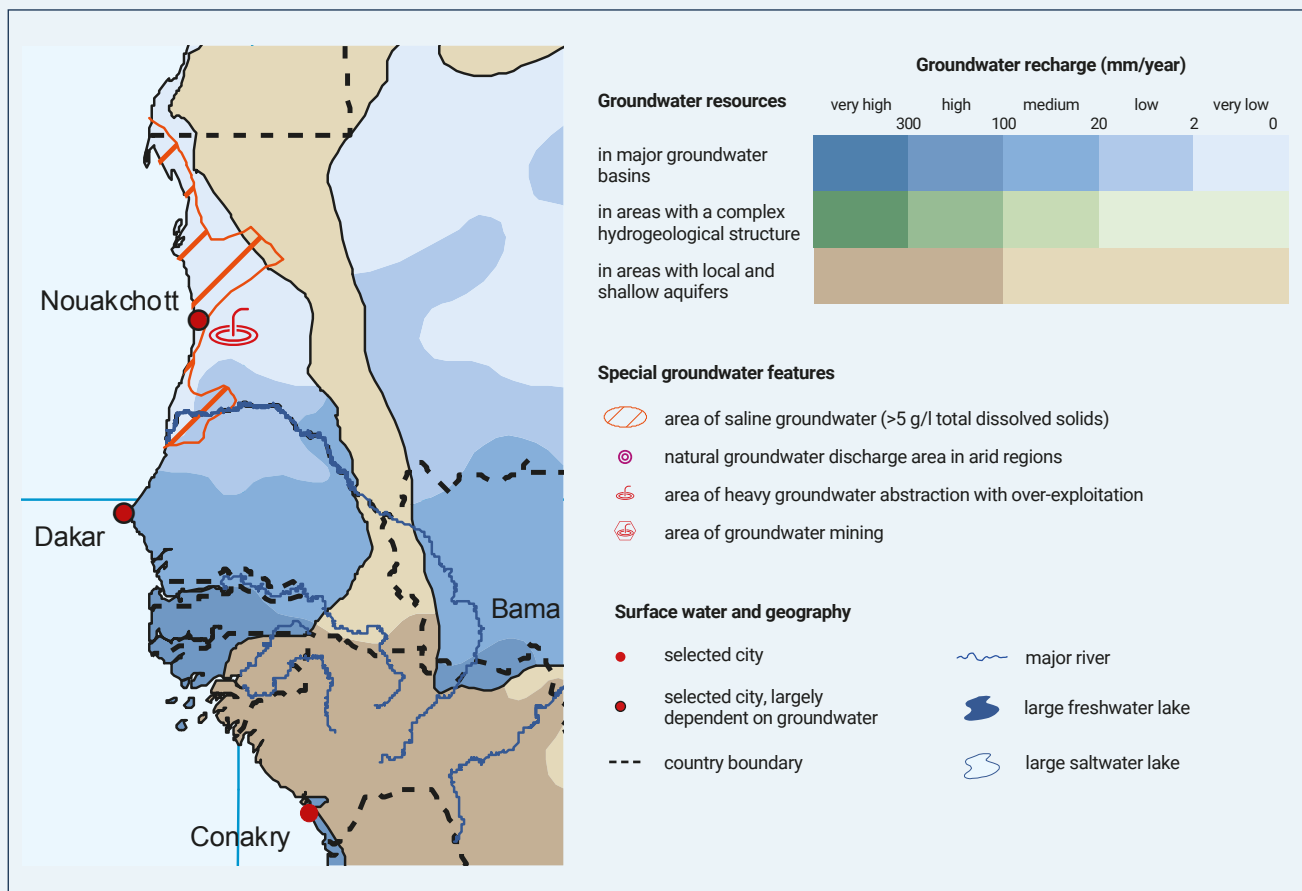 Nouakchott
Dakar
Bama
Conakry
Groundwater recharge (mm/year)
Groundwater resources
very high high medium low very low
300 100 20 2 0
in major groundwater
basins
in areas with a complex
hydrogeological structure
in areas with local and
shallow aquifers
Special groundwater features
area of saline groundwater (>5 g/l total dissolved solids)
natural groundwater discharge area in arid regions
area of heavy groundwater abstraction with over-exploitation
area of groundwater mining
Surface water and geography
selected city
selected city, largely
dependent on groundwater
country boundary
major river
large freshwater lake
large saltwater lake